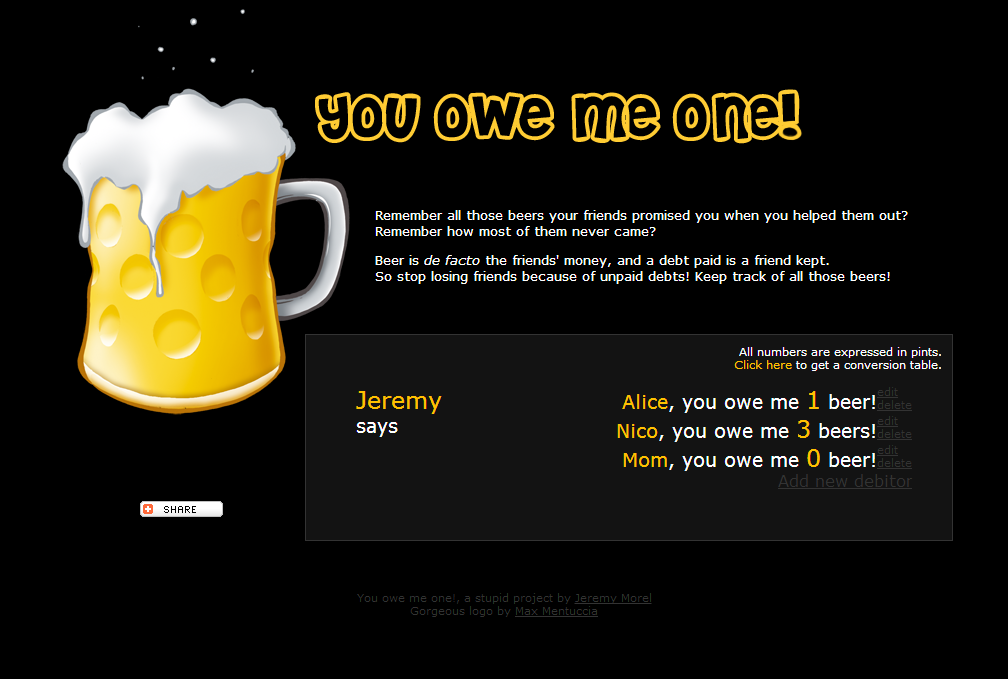 you owe me one!
Remember all those beers your friends promised you when you helped them out?
Remember how most of them never came?
Beer is de facto the friends' money, and a debt paid is a friend kept.
So stop losing friends because of unpaid debts! Keep track of all those beers!
All numbers are expressed in pints.
Click here to get a conversion table.
Jeremy
says
Alice, you owe me 1 beer!
edit
delete
Nico, you owe me 3 beers!
edit
delete
Mom, you owe me 0 beer!
edit
delete
Add new debitor
SHARE
You owe me one!, a stupid project by Jeremy Morel
Gorgeous logo by Max Mentuccia